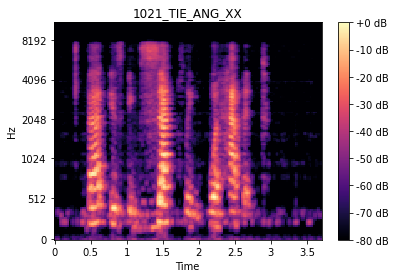 1021_TIE_ANG_XX
+0 dB
8192
-10 dB
4096
-20 dB
-30 dB
2048
Hz
-40 dB
1024
-50 dB
512
-60 dB
-70 dB
0
-80 dB
0 0.5 1 1.5 2 2.5 3 3.5
Time